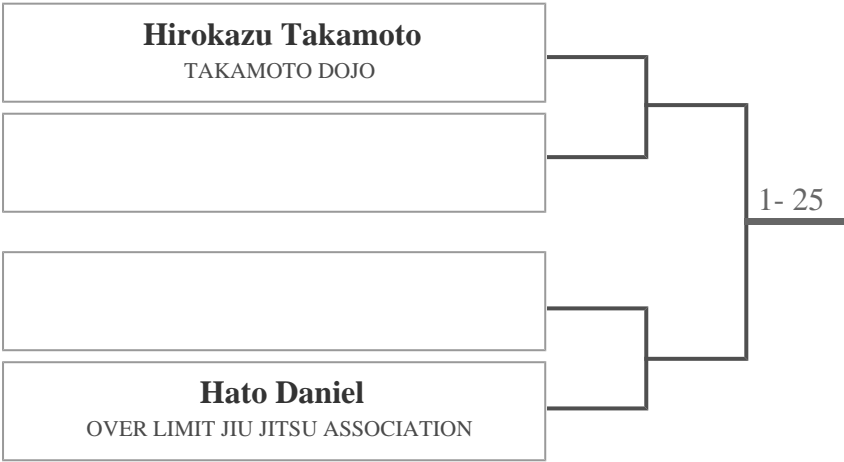 Hirokazu Takamoto
TAKAMOTO DOJO
1- 25
Hato Daniel
OVER LIMIT JIU JITSU ASSOCIATION